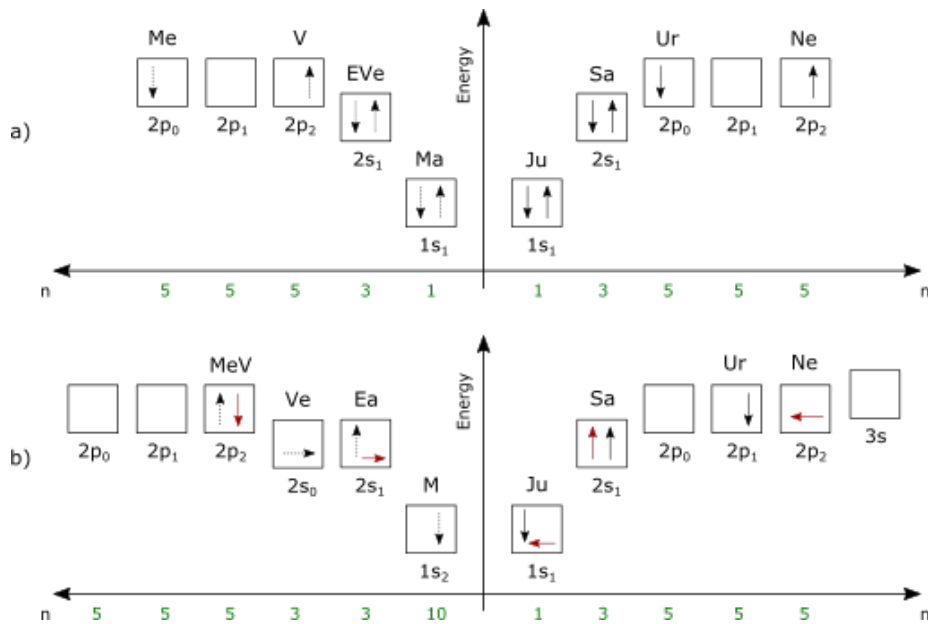 Me V Ur Ne
EVe Sa
2p₀ 2p₁ 2p₂ 2p₀ 2p₁ 2p₂
a)
2s₁ 2s₁
Ma Ju
1s₁ 1s₁
Energy
n 5 5 5 3 1 1 3 5 5 5 n
MeV Ur Ne
Ve Ea Sa
3s
2p₀ 2p₁ 2p₂ 2p₀ 2p₁ 2p₂
b)
2s₀ 2s₁ 2s₁
M Ju
1s₂ 1s₁
Energy
n 5 5 5 3 3 10 1 3 5 5 5 n